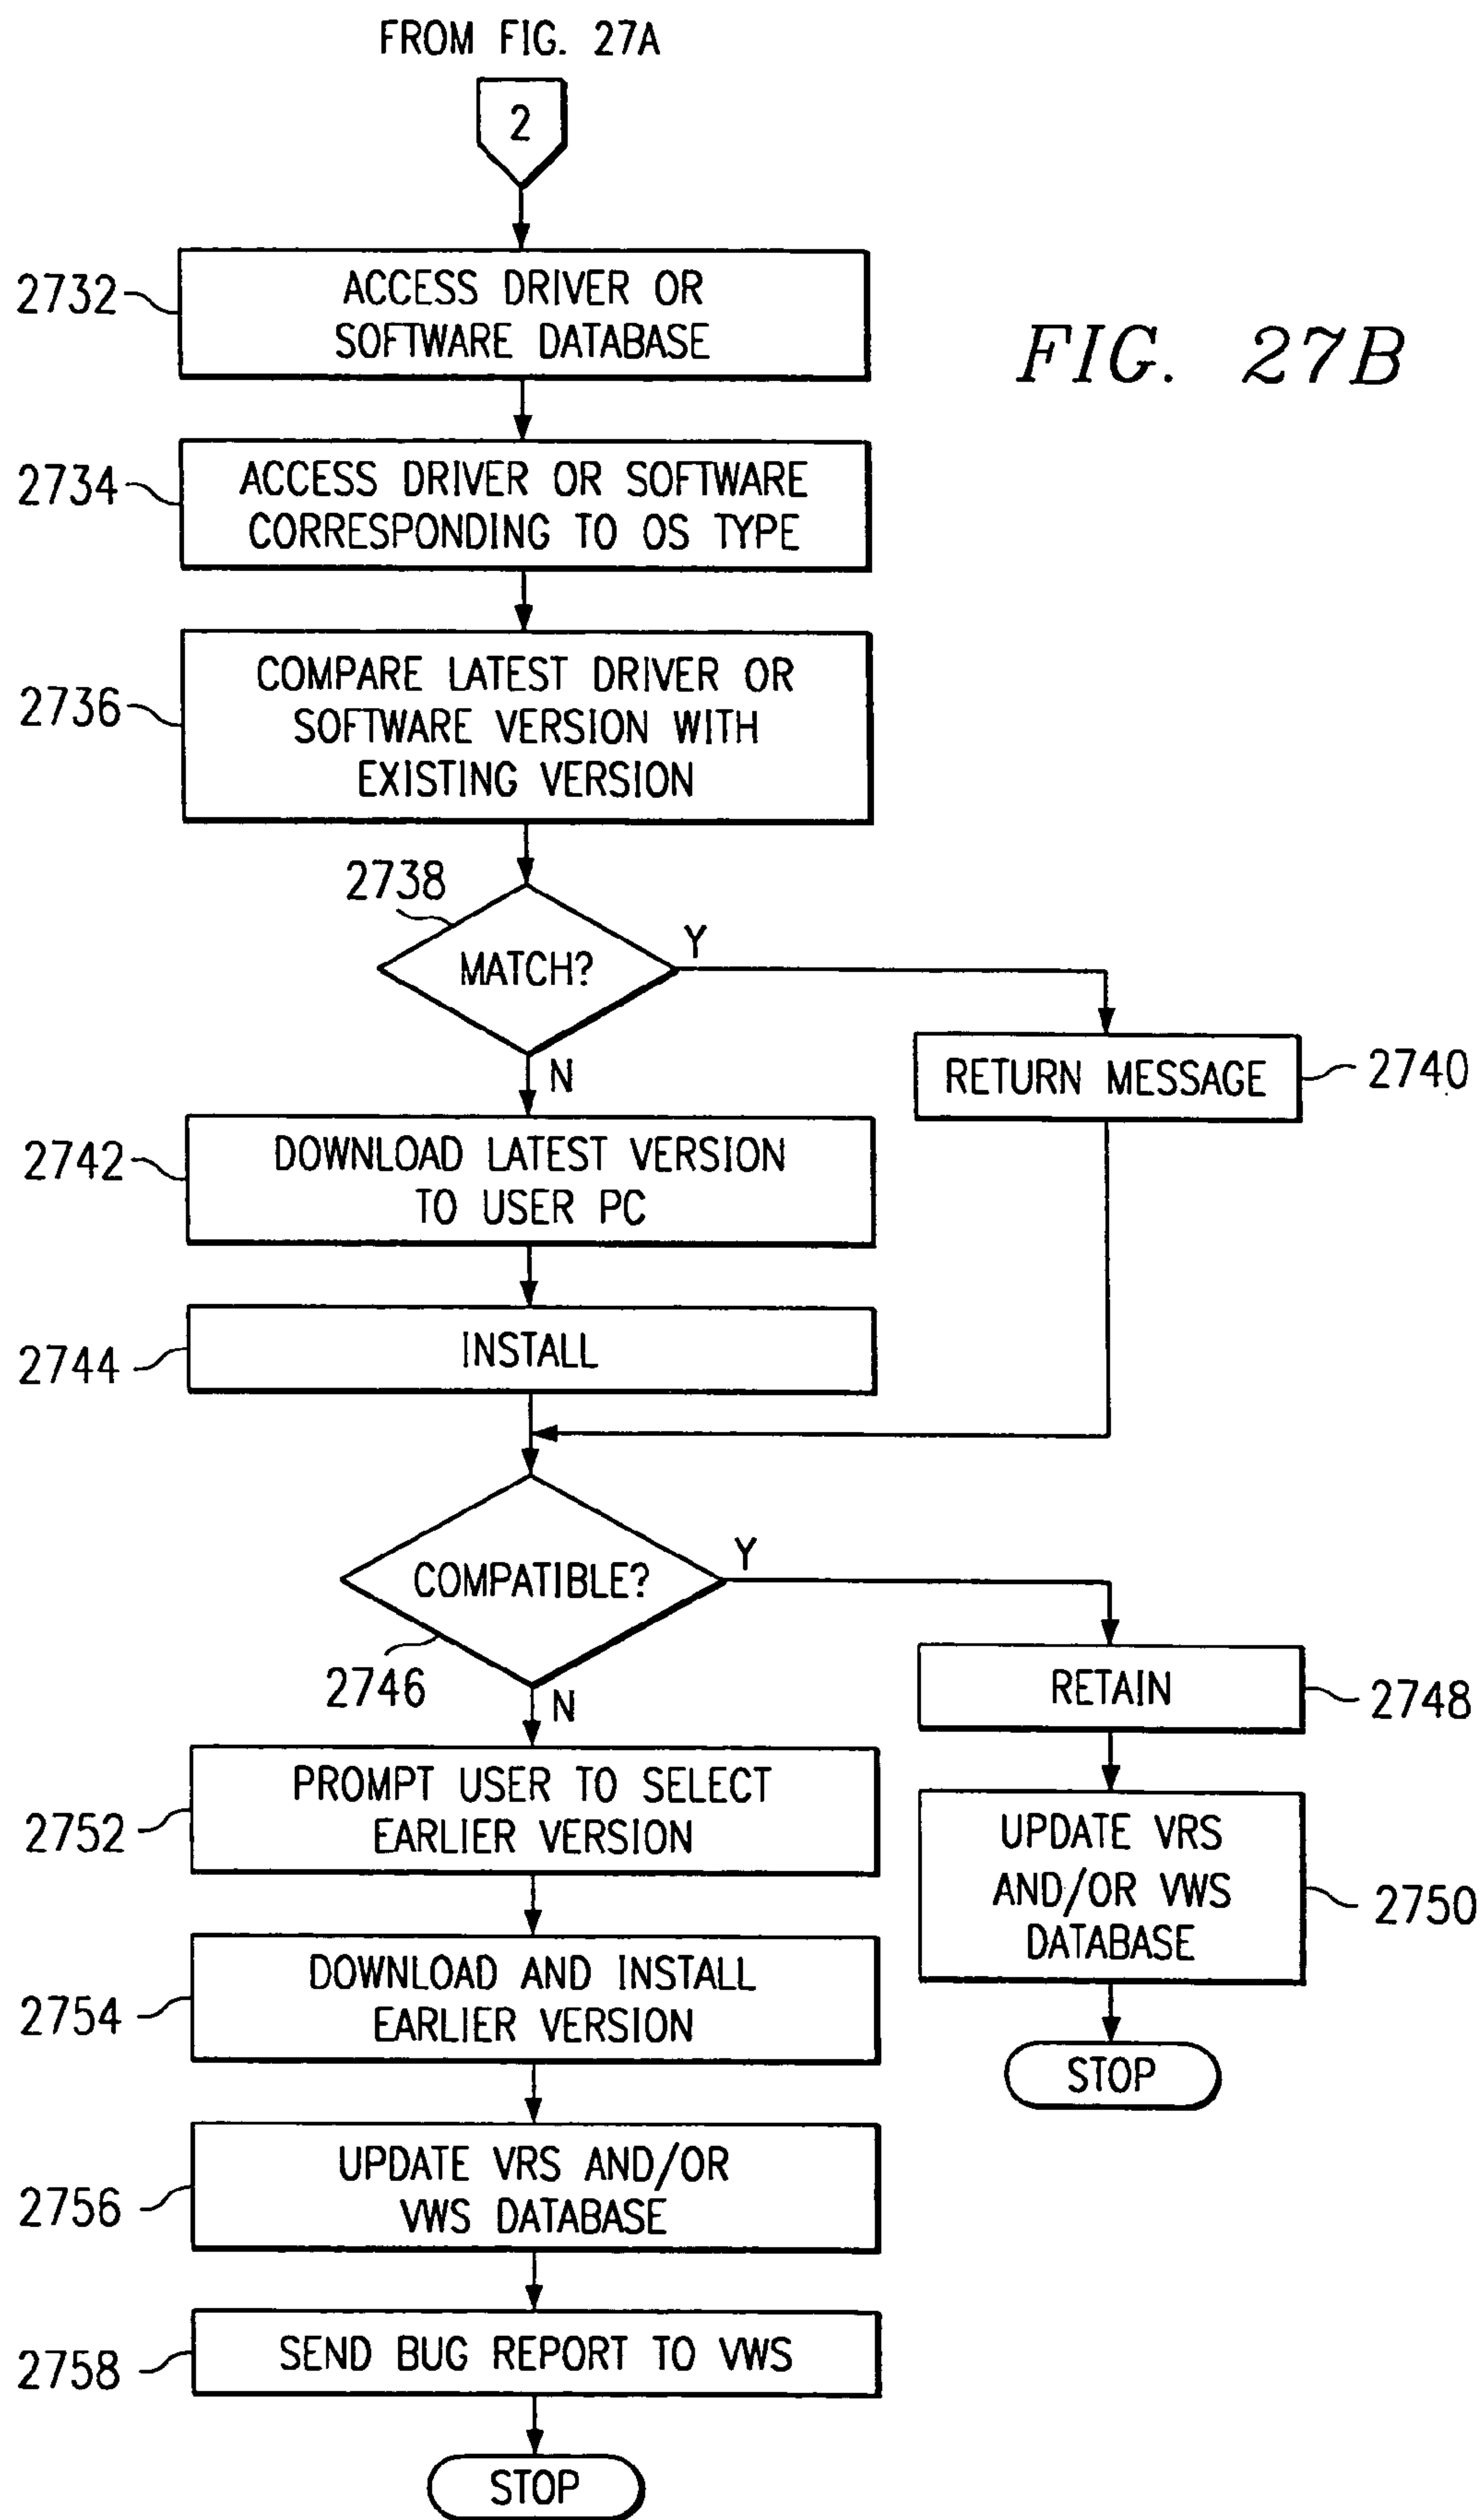 FROM FIG. 27A
2
2732
ACCESS DRIVER OR
SOFTWARE DATABASE
FIG. 27B
2734
ACCESS DRIVER OR SOFTWARE
CORRESPONDING TO OS TYPE
2736
COMPARE LATEST DRIVER OR
SOFTWARE VERSION WITH
EXISTING VERSION
2738
MATCH?
Y
N
RETURN MESSAGE
2740
2742
DOWNLOAD LATEST VERSION
TO USER PC
2744
INSTALL
COMPATIBLE?
Y
2746
N
RETAIN
2748
2752
PROMPT USER TO SELECT
EARLIER VERSION
UPDATE VRS
AND/OR VWS
DATABASE
2750
2754
DOWNLOAD AND INSTALL
EARLIER VERSION
STOP
2756
UPDATE VRS AND/OR
VWS DATABASE
2758
SEND BUG REPORT TO VWS
STOP